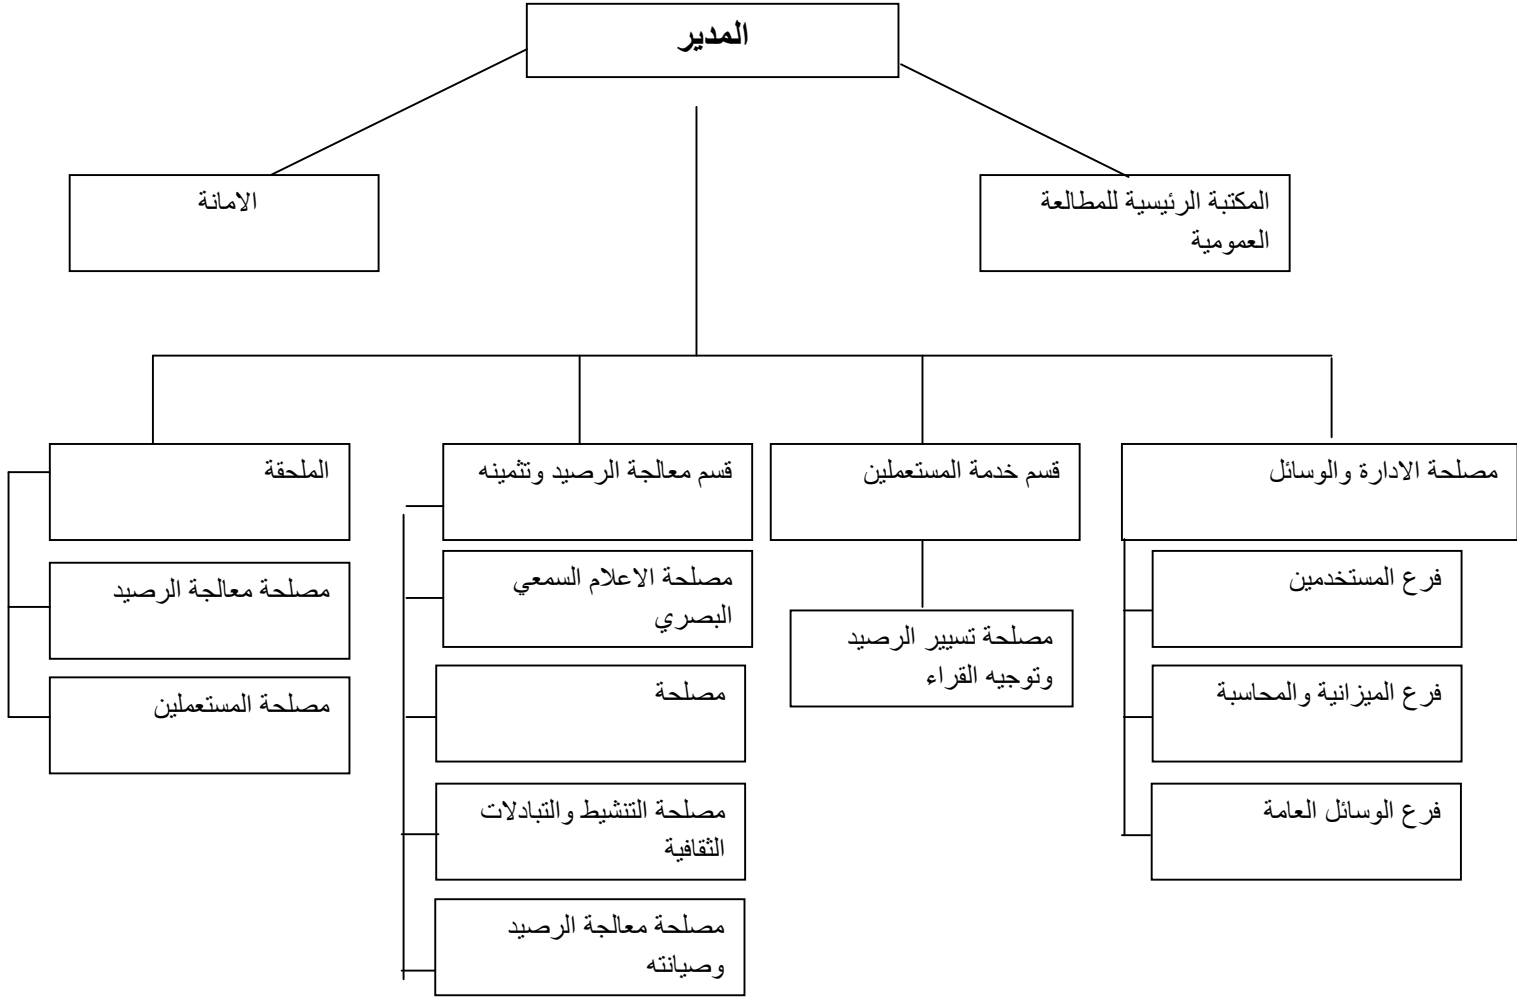 المدير
المكتبة الرئيسية للمطالعة
العمومية
الامانة
مصلحة الادارة والوسائل
فرع المستخدمين
فرع الميزانية والمحاسبة
فرع الوسائل العامة
قسم خدمة المستعملين
مصلحة تسيير الرصيد
وتوجيه القراء
قسم معالجة الرصيد وتثمينه
مصلحة الاعلام السمعي
البصري
مصلحة
مصلحة التنشيط والتبادلات
الثقافية
مصلحة معالجة الرصيد
وصيانته
الملحقة
مصلحة معالجة الرصيد
مصلحة المستعملين